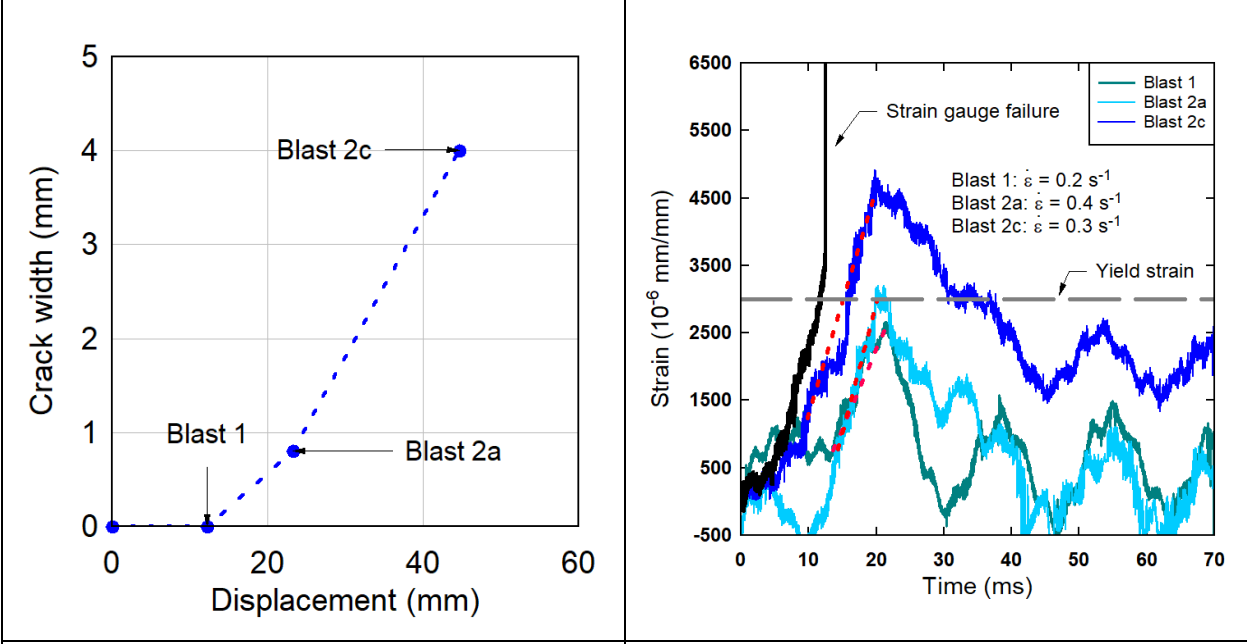 5
4
3
2
1
0
0
20
40
60
Crack width (mm)
Displacement (mm)
Blast 2c
Blast 1
Blast 2a
6500
5500
4500
3500
2500
1500
500
-500
0
10
20
30
40
50
60
70
Strain (10⁻⁶ mm/mm)
Time (ms)
Blast 1
Blast 2a
Blast 2c
Strain gauge failure
Blast 1: ε̇ = 0.2 s⁻¹
Blast 2a: ε̇ = 0.4 s⁻¹
Blast 2c: ε̇ = 0.3 s⁻¹
Yield strain